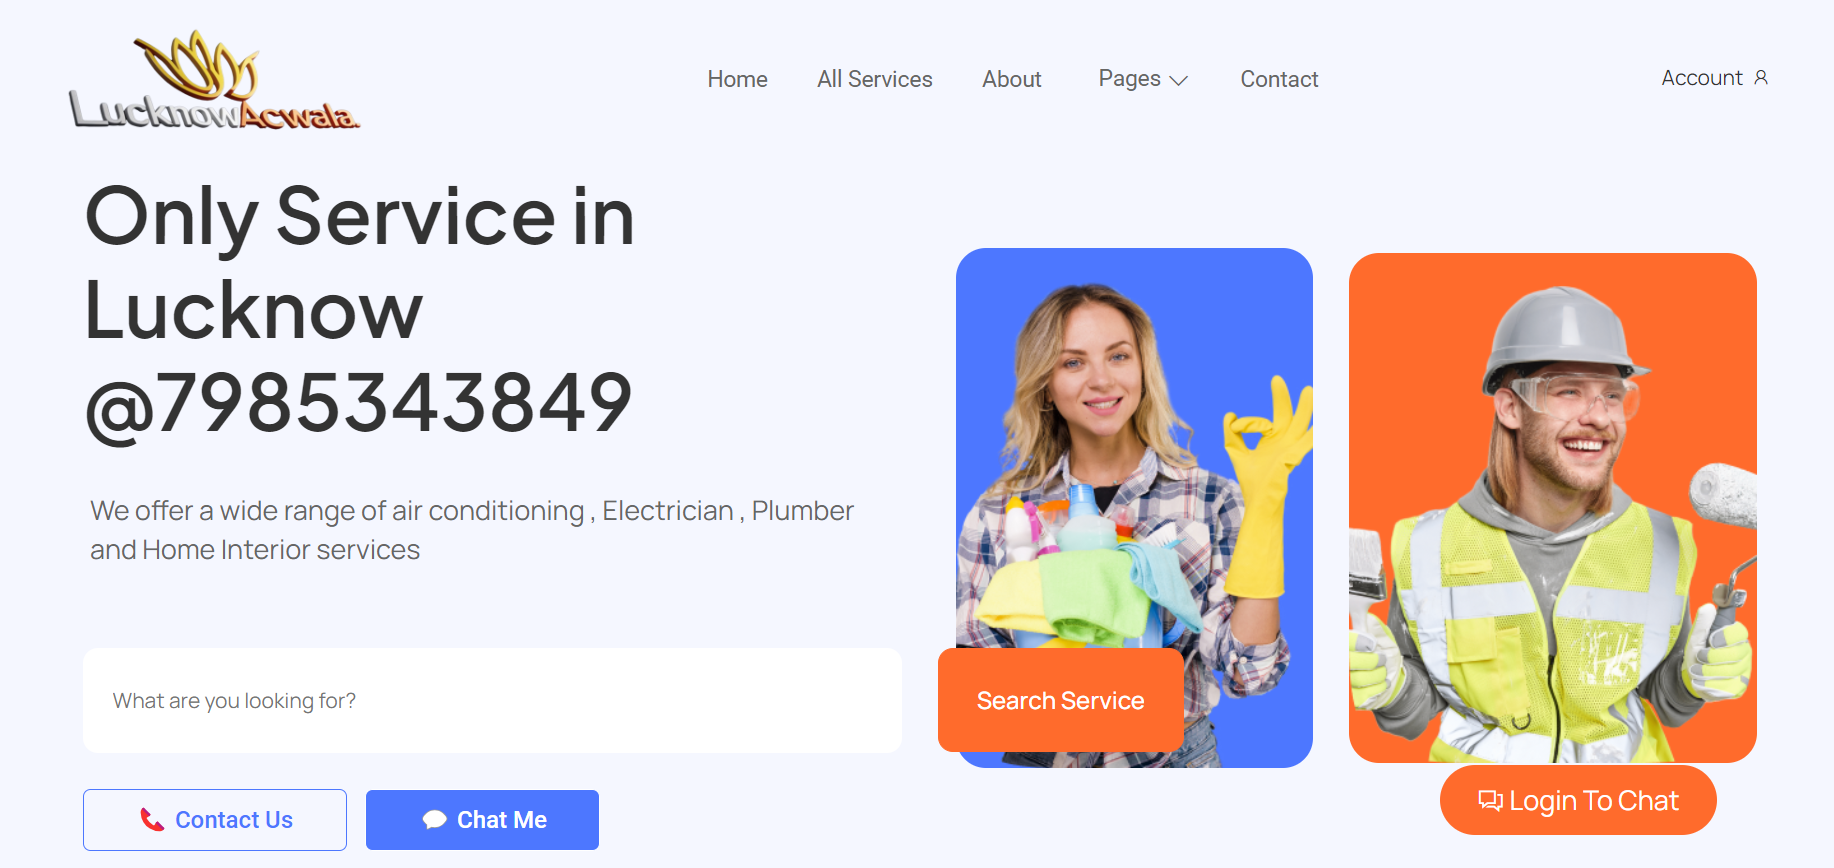 LucknowAcwala.
Home
All Services
About
Pages
Contact
Account
Only Service in
Lucknow
@7985343849
We offer a wide range of air conditioning , Electrician , Plumber
and Home Interior services
What are you looking for?
Search Service
Contact Us
Chat Me
Login To Chat